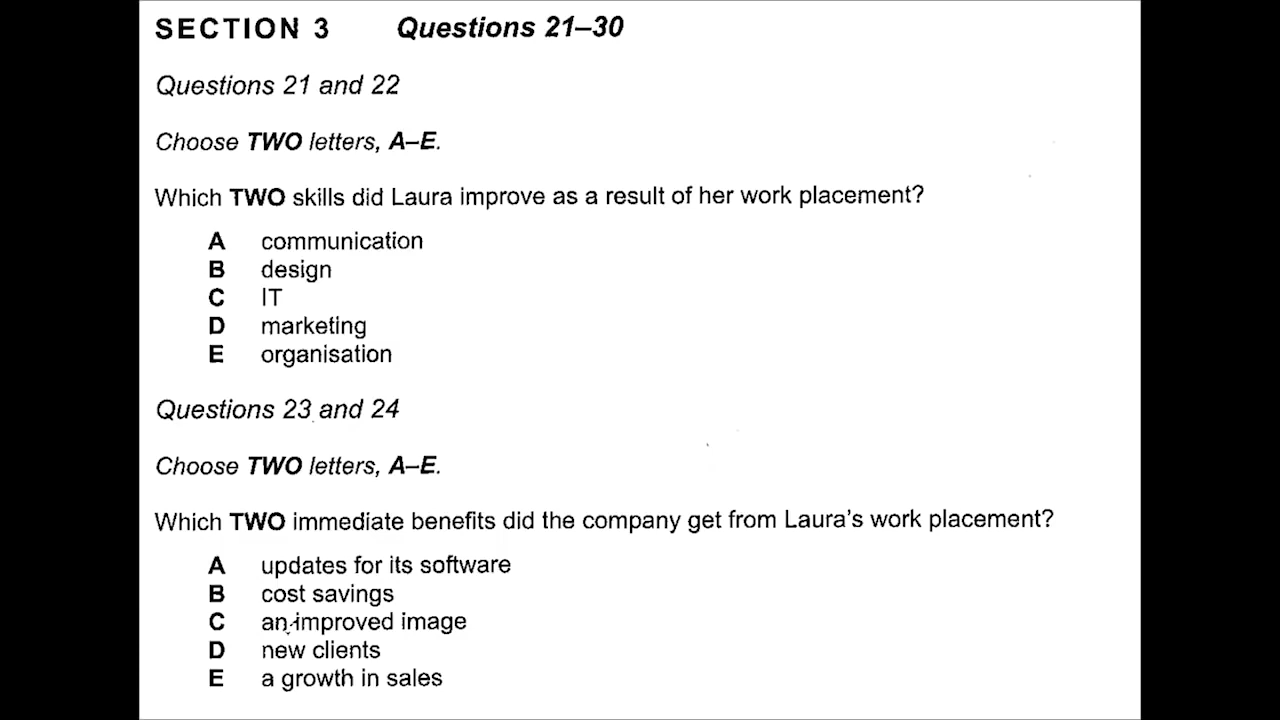 SECTION 3 Questions 21–30
Questions 21 and 22
Choose TWO letters, A–E.
Which TWO skills did Laura improve as a result of her work placement?
A communication
B design
C IT
D marketing
E organisation
Questions 23 and 24
Choose TWO letters, A–E.
Which TWO immediate benefits did the company get from Laura's work placement?
A updates for its software
B cost savings
C an improved image
D new clients
E a growth in sales